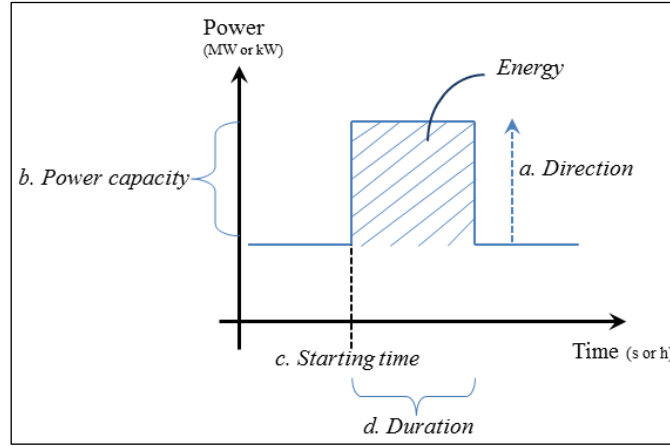 Power
(MW or kW)
Energy
b. Power capacity
a. Direction
c. Starting time
Time (s or h)
d. Duration